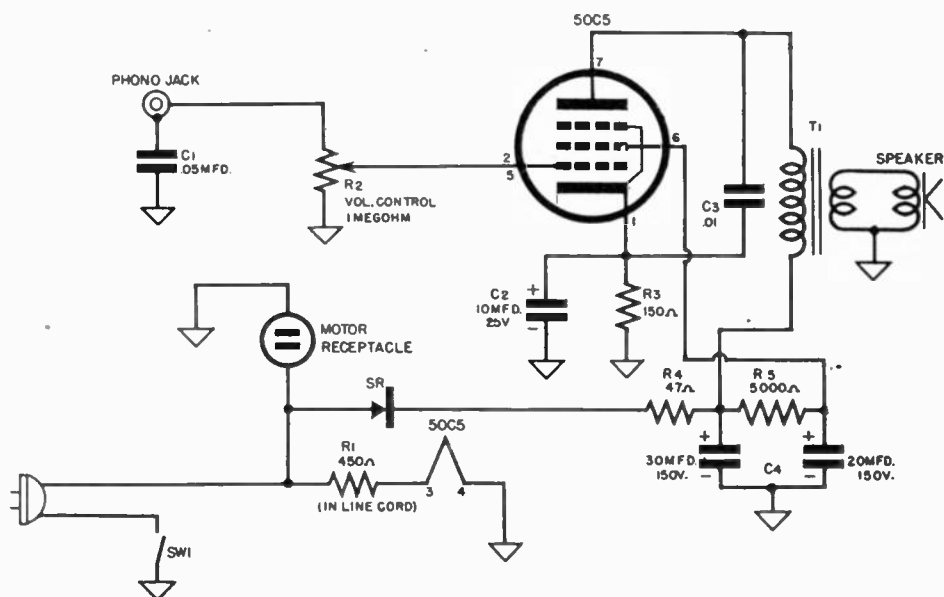 50C5
7
PHONO JACK
T1
6
C1
.05MFD.
2
5
SPEAKER
R2
VOL. CONTROL
1 MEGOHM
C3
.01
1
C2
10MFD.
25V
+
-
R3
150Ω
MOTOR
RECEPTACLE
R4
47Ω
R5
5000Ω
SR
50C5
R1
450Ω
(IN LINE CORD)
3
4
+
30MFD.
150V.
-
C4
+
20MFD.
150V.
-
SW1